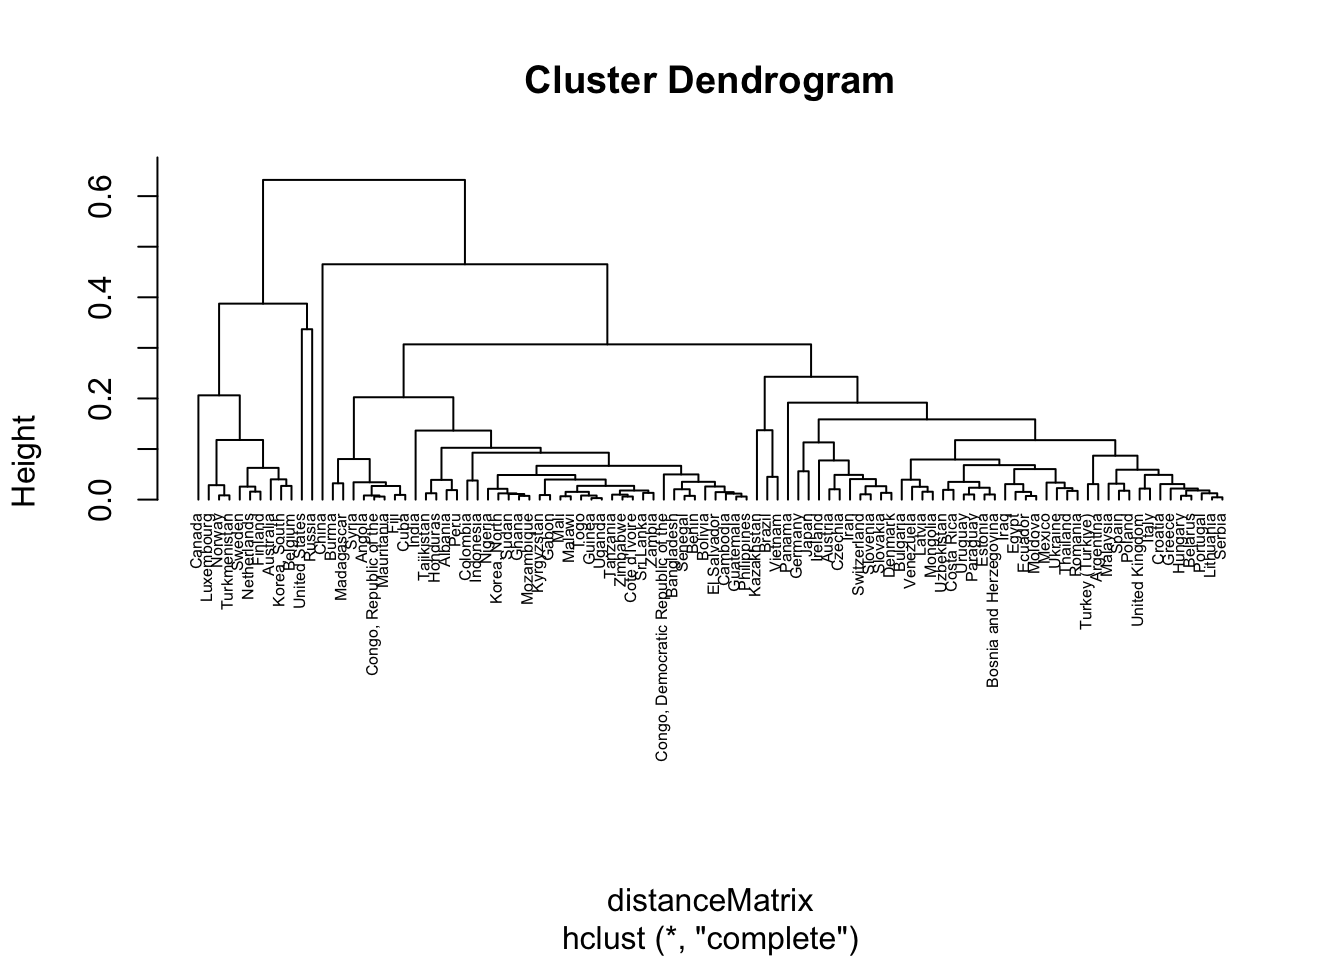 Cluster Dendrogram
Height
0.0
0.2
0.4
0.6
Canada
Luxembourg
Norway
Turkmenistan
Sweden
Netherlands
Finland
Australia
Korea, South
Belgium
United States
Russia
China
Burma
Madagascar
Syria
Angola
Congo, Republic of the
Mauritania
Fiji
Cuba
India
Tajikistan
Honduras
Albania
Peru
Colombia
Indonesia
Nigeria
Korea, North
Sudan
Ghana
Mozambique
Kyrgyzstan
Gabon
Mali
Malawi
Togo
Guinea
Uganda
Tanzania
Zimbabwe
Cote d'Ivoire
Sri Lanka
Zambia
Congo, Democratic Republic of the
Bangladesh
Senegal
Benin
Bolivia
El Salvador
Cambodia
Guatemala
Philippines
Kazakhstan
Brazil
Vietnam
Panama
Germany
Japan
Ireland
Austria
Czechia
Iran
Switzerland
Slovenia
Slovakia
Denmark
Bulgaria
Venezuela
Latvia
Mongolia
Uzbekistan
Costa Rica
Uruguay
Paraguay
Estonia
Bosnia and Herzegovina
Iraq
Egypt
Ecuador
Moldova
Mexico
Ukraine
Thailand
Romania
Turkey (Turkiye)
Argentina
Malaysia
Spain
Poland
United Kingdom
Italy
Croatia
Greece
Hungary
Belarus
Portugal
Lithuania
Serbia
distanceMatrix
hclust (*, "complete")